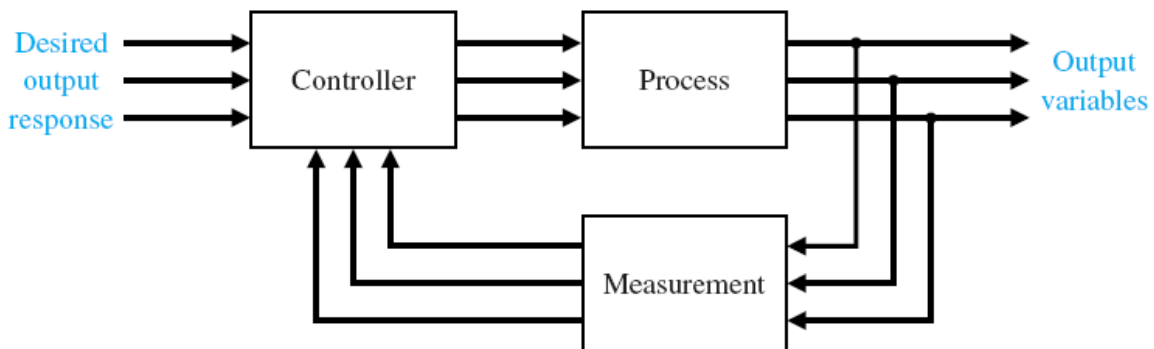 Desired
output
response
Controller
Process
Output
variables
Measurement